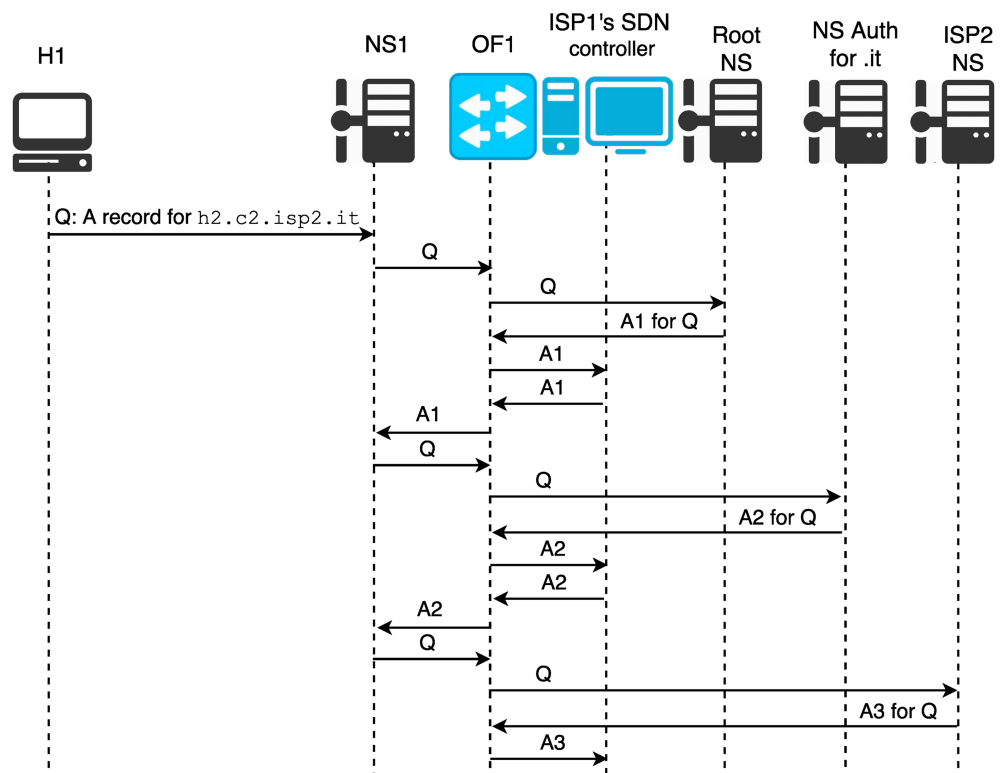 H1
NS1
OF1
ISP1's SDN
controller
Root
NS
NS Auth
for .it
ISP2
NS
Q: A record for h2.c2.isp2.it
Q
Q
A1 for Q
A1
A1
A1
Q
Q
A2 for Q
A2
A2
A2
Q
Q
A3 for Q
A3